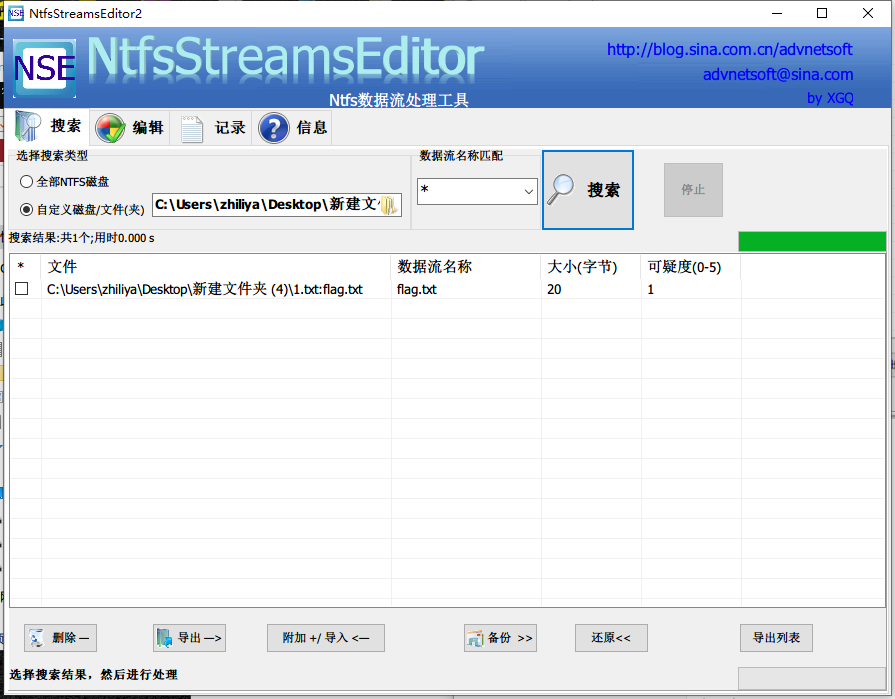 NSE NtfsStreamsEditor2
NSE
NtfsStreamsEditor
http://blog.sina.com.cn/advnetsoft
advnetsoft@sina.com
Ntfs数据流处理工具
by XGQ
搜索 编辑 记录 信息
选择搜索类型
数据流名称匹配
全部NTFS磁盘
自定义磁盘/文件(夹)
C:\Users\zhiliya\Desktop\新建文
*
搜索
停止
搜索结果:共1个;用时0.000 s
* 文件 数据流名称 大小(字节) 可疑度(0-5)
C:\Users\zhiliya\Desktop\新建文件夹 (4)\1.txt:flag.txt flag.txt 20 1
删除 — 导出 —> 附加 +/ 导入 <— 备份 >> 还原<< 导出列表
选择搜索结果，然后进行处理